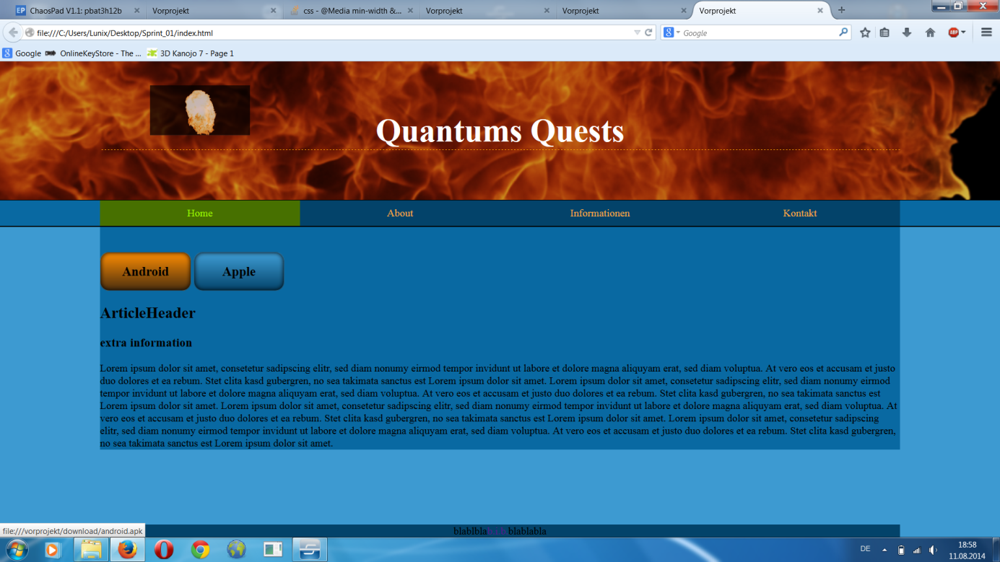 ChaosPad V1.1: pbat3h12b
Vorprojekt
css - @Media min-width &...
Vorprojekt
Vorprojekt
Vorprojekt
file:///C:/Users/Lunix/Desktop/Sprint_01/index.html
Google
Google
OnlineKeyStore - The ...
3D Kanojo 7 - Page 1
Quantums Quests
Home
About
Informationen
Kontakt
Android
Apple
ArticleHeader
extra information
Lorem ipsum dolor sit amet, consetetur sadipscing elitr, sed diam nonumy eirmod tempor invidunt ut labore et dolore magna aliquyam erat, sed diam voluptua. At vero eos et accusam et justo
duo dolores et ea rebum. Stet clita kasd gubergren, no sea takimata sanctus est Lorem ipsum dolor sit amet. Lorem ipsum dolor sit amet, consetetur sadipscing elitr, sed diam nonumy eirmod
tempor invidunt ut labore et dolore magna aliquyam erat, sed diam voluptua. At vero eos et accusam et justo duo dolores et ea rebum. Stet clita kasd gubergren, no sea takimata sanctus est
Lorem ipsum dolor sit amet. Lorem ipsum dolor sit amet, consetetur sadipscing elitr, sed diam nonumy eirmod tempor invidunt ut labore et dolore magna aliquyam erat, sed diam voluptua. At
vero eos et accusam et justo duo dolores et ea rebum. Stet clita kasd gubergren, no sea takimata sanctus est Lorem ipsum dolor sit amet. Lorem ipsum dolor sit amet, consetetur sadipscing
elitr, sed diam nonumy eirmod tempor invidunt ut labore et dolore magna aliquyam erat, sed diam voluptua. At vero eos et accusam et justo duo dolores et ea rebum. Stet clita kasd gubergren,
no sea takimata sanctus est Lorem ipsum dolor sit amet.
blablbla
blablabla
file:///vorprojekt/download/android.apk
DE
18:58
11.08.2014